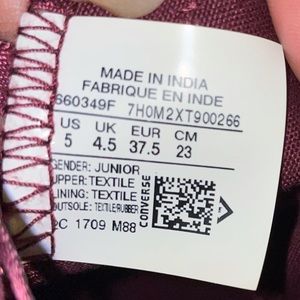 MADE IN INDIA
FABRIQUE EN INDE
660349F 7H0M2XT900266
US UK EUR CM
5 4.5 37.5 23
GENDER: JUNIOR
UPPER: TEXTILE
LINING: TEXTILE
OUTSOLE: TEXTILE/RUBBER
1709 M88
CONVERSE